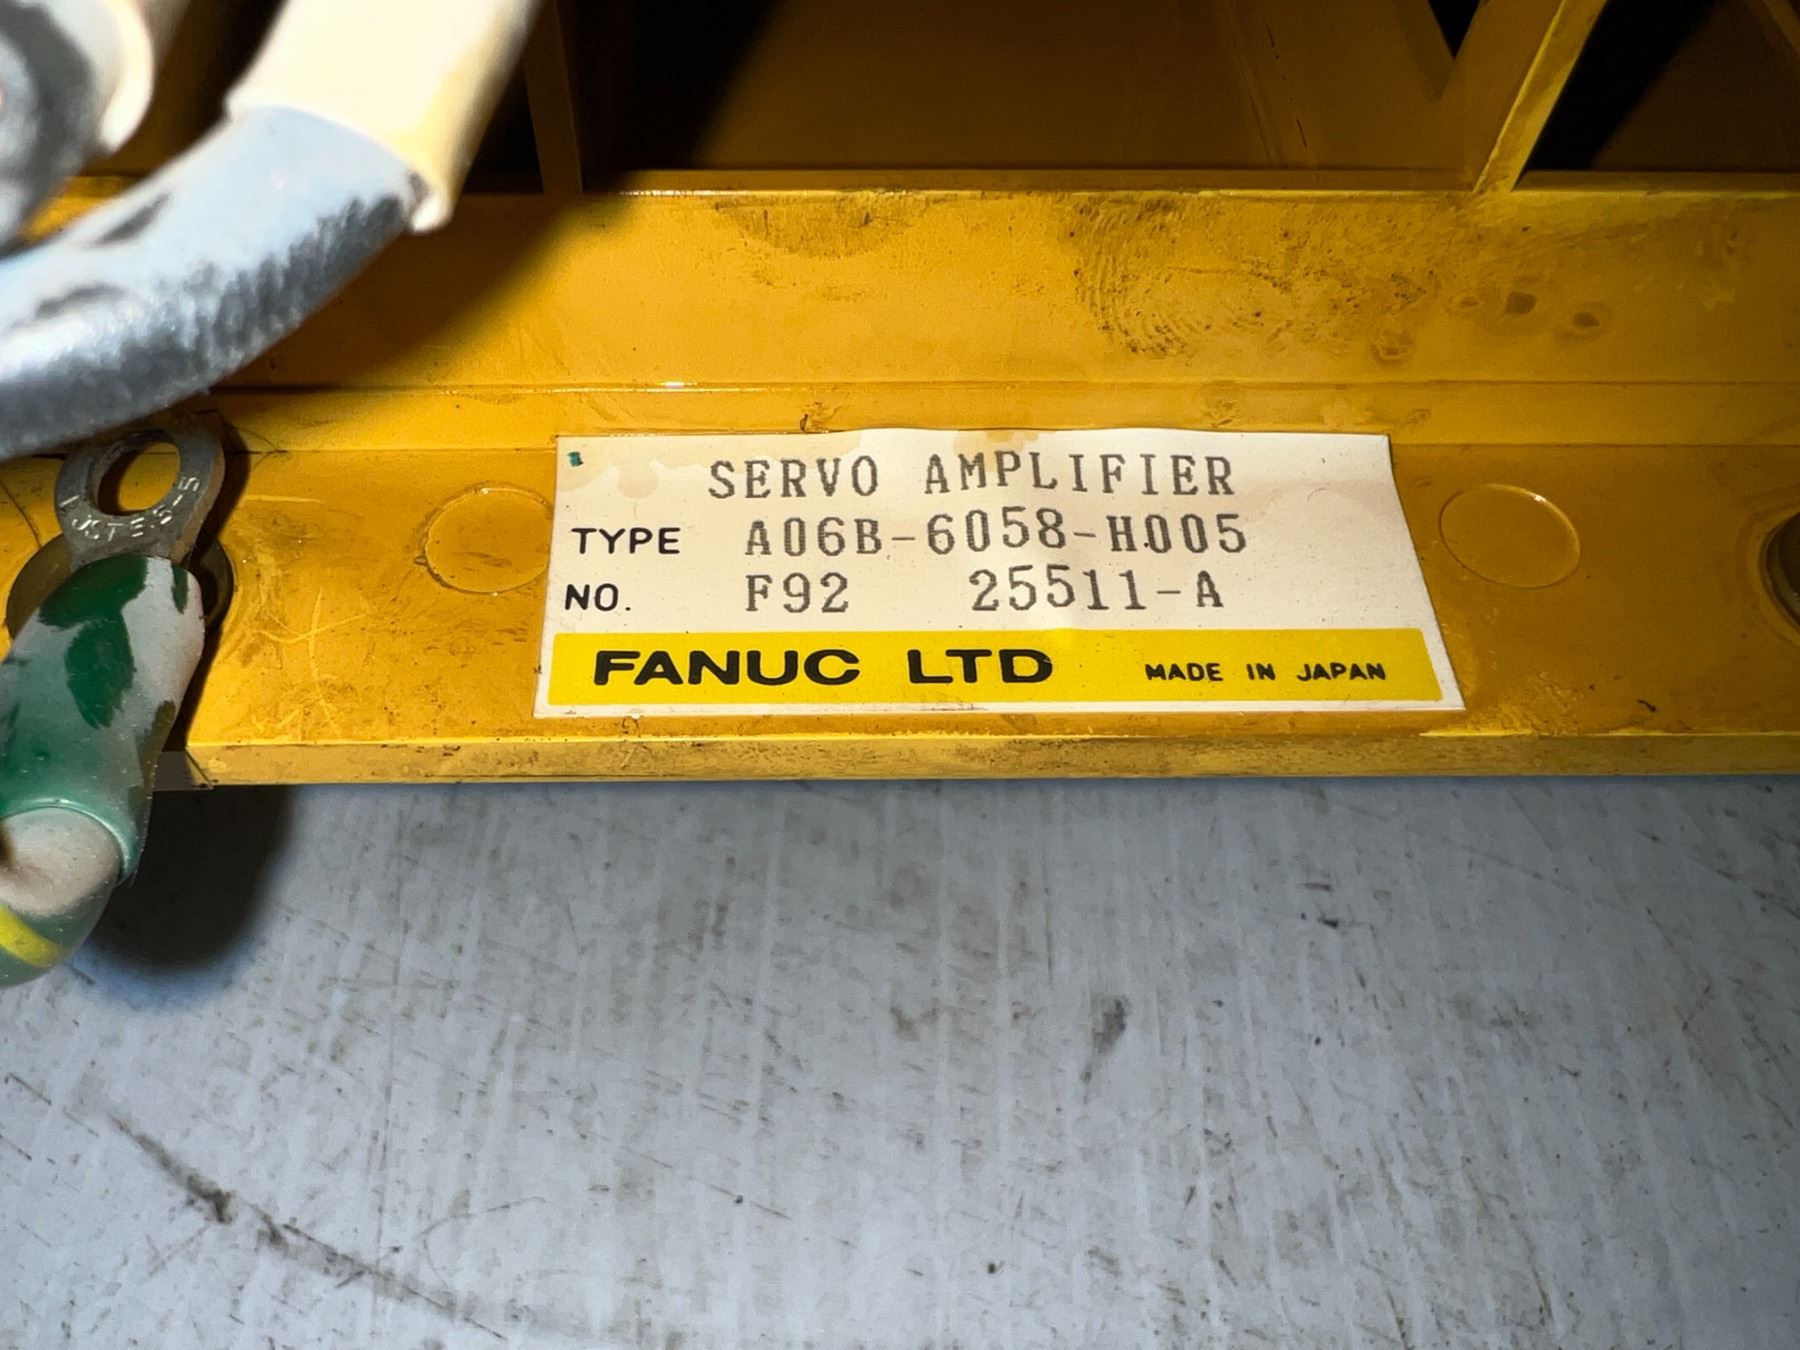 SERVO AMPLIFIER
TYPE A06B-6058-H005
NO. F92 25511-A
FANUC LTD MADE IN JAPAN